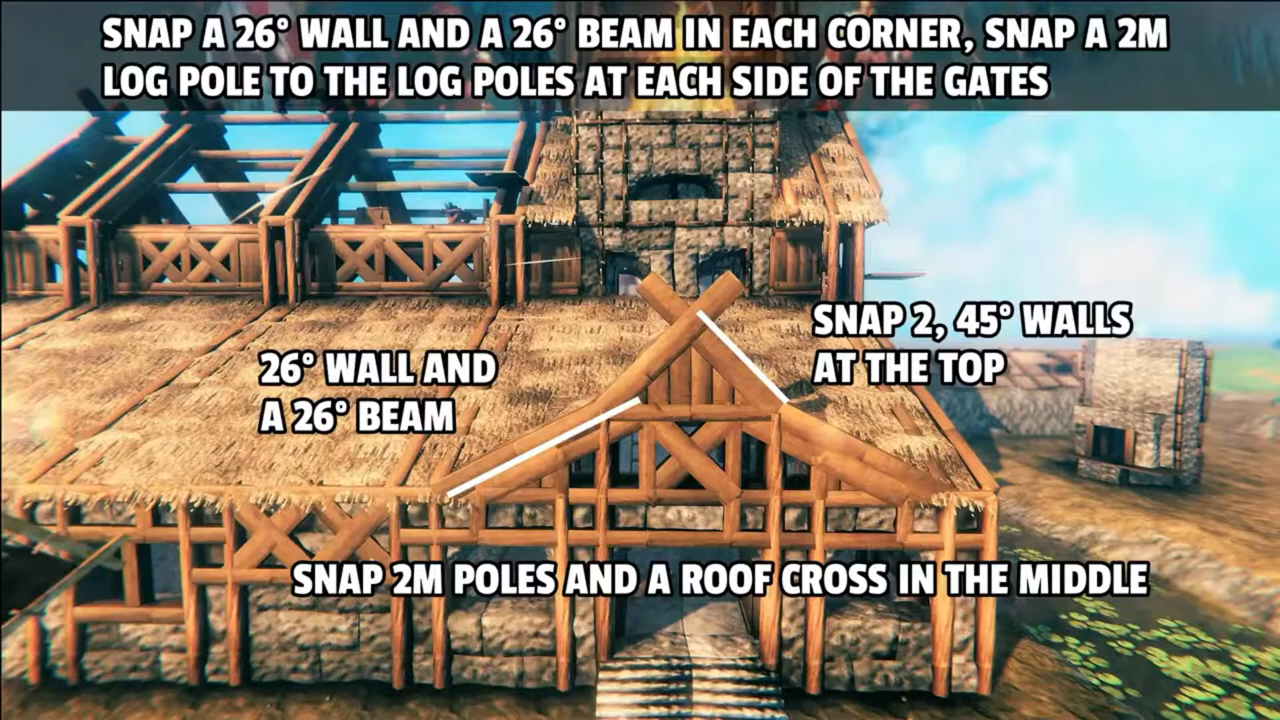 SNAP A 26° WALL AND A 26° BEAM IN EACH CORNER, SNAP A 2M
LOG POLE TO THE LOG POLES AT EACH SIDE OF THE GATES
SNAP 2, 45° WALLS
AT THE TOP
26° WALL AND
A 26° BEAM
SNAP 2M POLES AND A ROOF CROSS IN THE MIDDLE